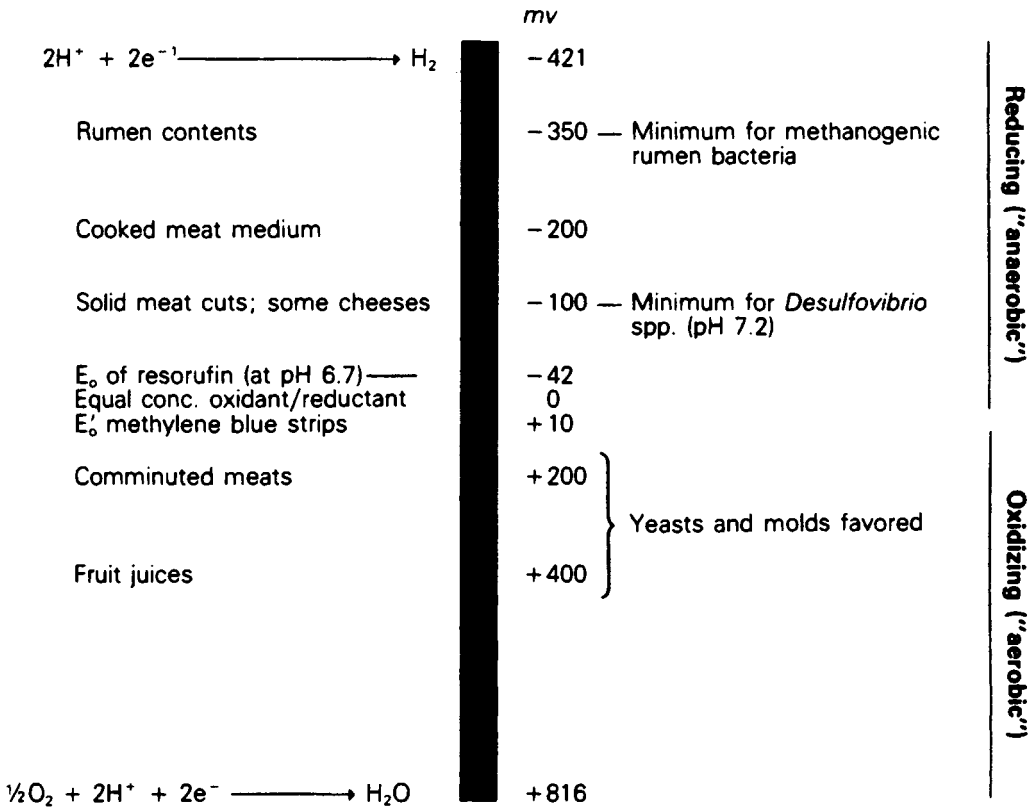 mv
2H⁺ + 2e⁻¹ ⟶ H₂ −421
Rumen contents −350 — Minimum for methanogenic
rumen bacteria
Cooked meat medium −200
Solid meat cuts; some cheeses −100 — Minimum for Desulfovibrio
spp. (pH 7.2)
Eₒ of resorufin (at pH 6.7)— −42
Equal conc. oxidant/reductant 0
E′ₒ methylene blue strips +10
Comminuted meats +200
Yeasts and molds favored
Fruit juices +400
½O₂ + 2H⁺ + 2e⁻ ⟶ H₂O +816
Reducing ("anaerobic")
Oxidizing ("aerobic")